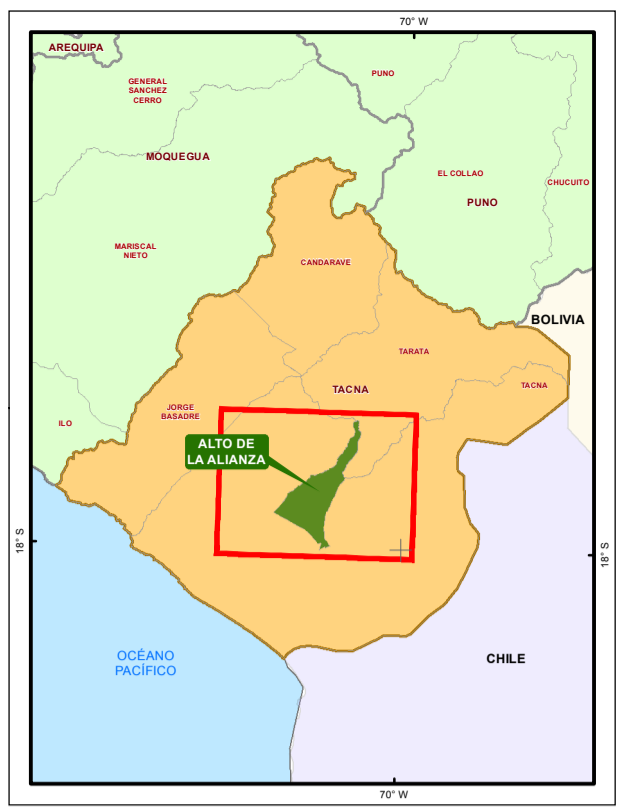 70° W
AREQUIPA
PUNO
GENERAL
SANCHEZ
CERRO
MOQUEGUA
EL COLLAO
CHUCUITO
PUNO
MARISCAL
NIETO
CANDARAVE
BOLIVIA
TARATA
TACNA
TACNA
JORGE
BASADRE
ILO
ALTO DE
LA ALIANZA
18° S
18° S
OCÉANO
PACÍFICO
CHILE
70° W